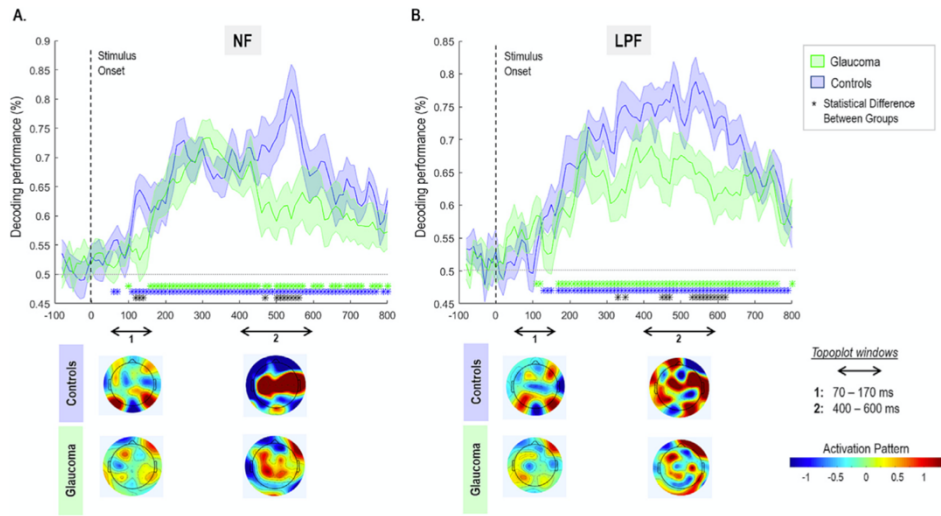 A.
NF
Stimulus
Onset
Decoding performance (%)
0.9
0.85
0.8
0.75
0.7
0.65
0.6
0.55
0.5
0.45
-100 0 100 200 300 400 500 600 700 800
1
2
B.
LPF
Stimulus
Onset
Decoding performance (%)
0.9
0.85
0.8
0.75
0.7
0.65
0.6
0.55
0.5
0.45
-100 0 100 200 300 400 500 600 700 800
1
2
Glaucoma
Controls
* Statistical Difference
Between Groups
Controls
Glaucoma
Controls
Glaucoma
Topoplot windows
1: 70 – 170 ms
2: 400 – 600 ms
Activation Pattern
-1 -0.5 0 0.5 1